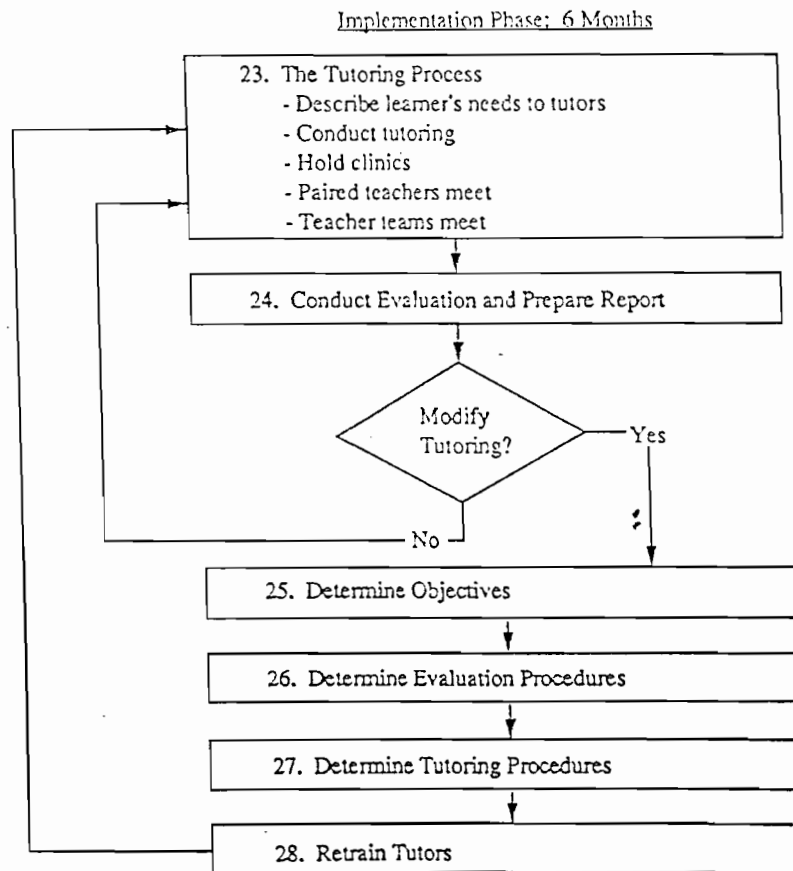 Implementation Phase: 6 Months
23. The Tutoring Process
- Describe learner's needs to tutors
- Conduct tutoring
- Hold clinics
- Paired teachers meet
- Teacher teams meet
24. Conduct Evaluation and Prepare Report
Modify
Tutoring?
Yes
No
25. Determine Objectives
26. Determine Evaluation Procedures
27. Determine Tutoring Procedures
28. Retrain Tutors